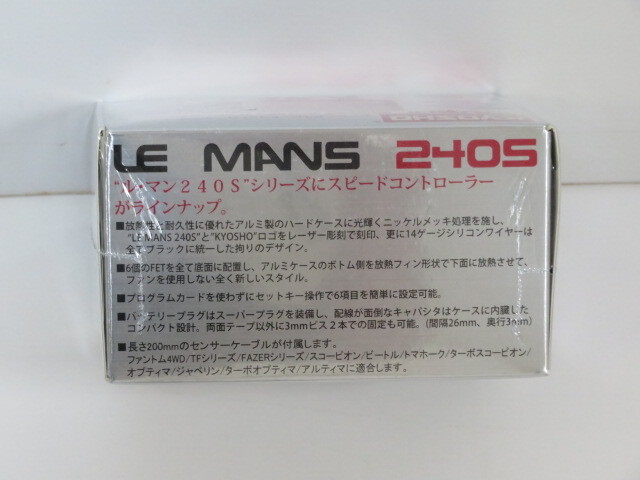 KYOSHO
LE MANS 240S
“ル・マン２４０Ｓ”シリーズにスピードコントローラー
がラインナップ。
■放熱性と耐久性に優れたアルミ製のハードケースに光輝くニッケルメッキ処理を施し、
“LE MANS 240S”と“KYOSHO”ロゴをレーザー彫刻で刻印、更に14ゲージシリコンワイヤーは
全てブラックに統一した拘りのデザイン。
■6個のFETを全て底面に配置し、アルミケースのボトム側を放熱フィン形状で下面に放熱させて、
ファンを使用しない全く新しいスタイル。
■プログラムカードを使わずにセットキー操作で6項目を簡単に設定可能。
■バッテリープラグはスーパープラグを装備し、配線が面倒なキャパシタはケースに内臓した
コンパクト設計。両面テープ以外に3mmビス２本での固定も可能。（間隔26mm、奥行3mm）
■長さ200mmのセンサーケーブルが付属します。
ファントム4WD/TFシリーズ/FAZERシリーズ/スコーピオン/ビートル/トマホーク/ターボスコーピオン/
オプティマ/ジャベリン/ターボオプティマ/アルティマに適合します。